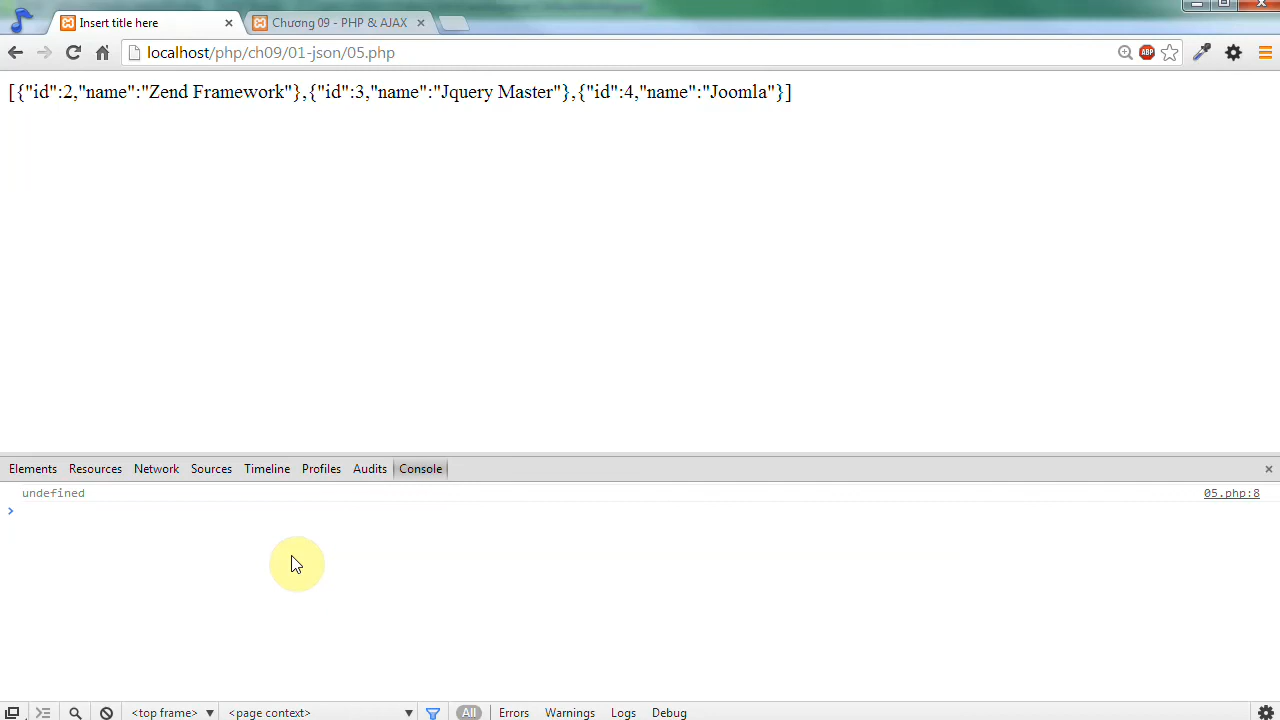 Insert title here
Chương 09 - PHP & AJAX
localhost/php/ch09/01-json/05.php
ABP
[{"id":2,"name":"Zend Framework"},{"id":3,"name":"Jquery Master"},{"id":4,"name":"Joomla"}]
Elements Resources Network Sources Timeline Profiles Audits Console
undefined 05.php:8
<top frame> <page context> All Errors Warnings Logs Debug